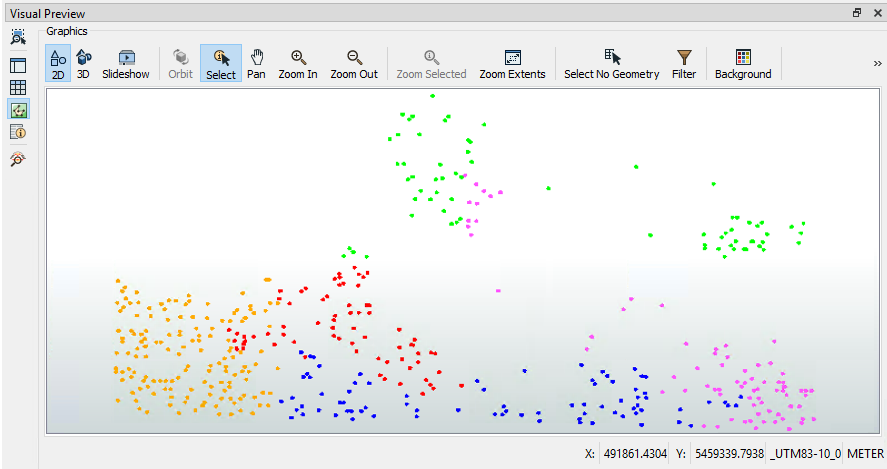 Visual Preview
Graphics
2D 3D Slideshow Orbit Select Pan Zoom In Zoom Out Zoom Selected Zoom Extents Select No Geometry Filter Background »
X: 491861.4304 Y: 5459339.7938 _UTM83-10_0 METER